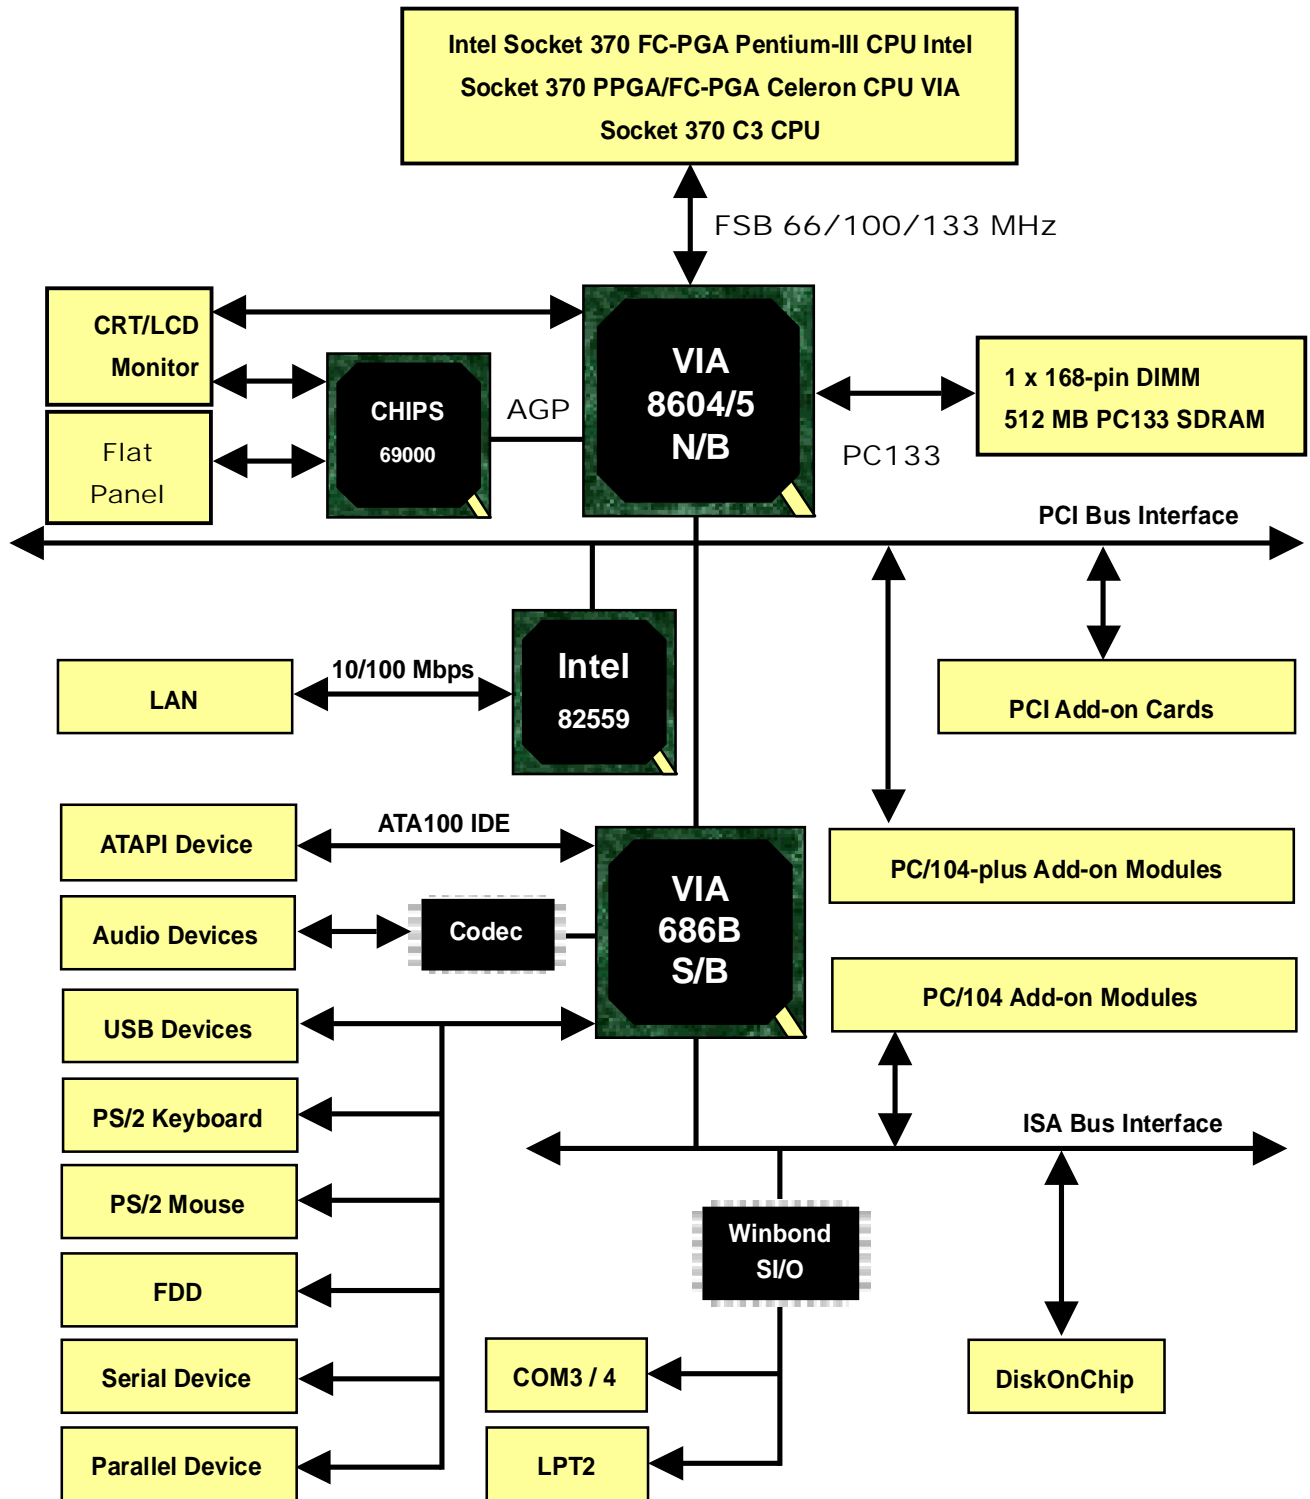 Intel Socket 370 FC-PGA Pentium-III CPU Intel
Socket 370 PPGA/FC-PGA Celeron CPU VIA
Socket 370 C3 CPU
FSB 66/100/133 MHz
CRT/LCD
Monitor
Flat
Panel
CHIPS
69000
AGP
VIA
8604/5
N/B
PC133
1 x 168-pin DIMM
512 MB PC133 SDRAM
PCI Bus Interface
LAN
10/100 Mbps
Intel
82559
PCI Add-on Cards
ATAPI Device
ATA100 IDE
VIA
686B
S/B
PC/104-plus Add-on Modules
Audio Devices
Codec
PC/104 Add-on Modules
USB Devices
PS/2 Keyboard
ISA Bus Interface
PS/2 Mouse
Winbond
SI/O
FDD
Serial Device
COM3 / 4
DiskOnChip
Parallel Device
LPT2